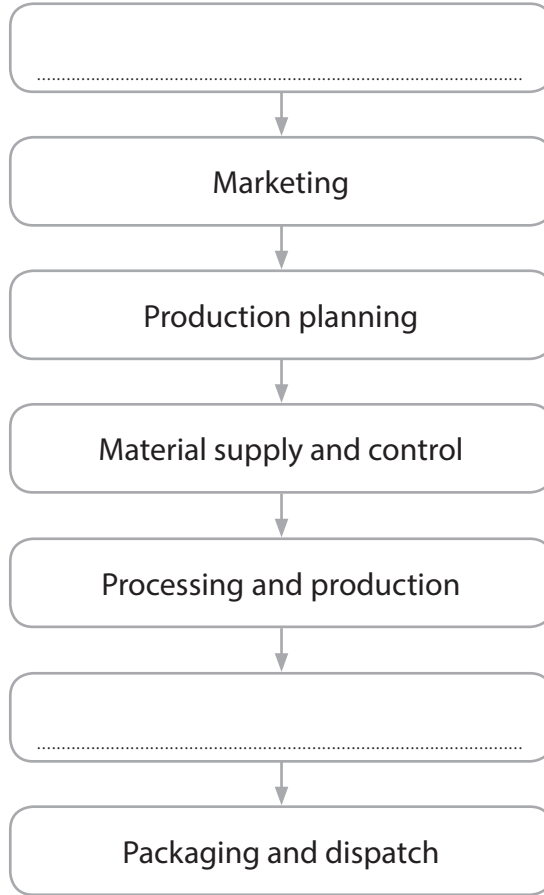 Marketing
Production planning
Material supply and control
Processing and production
Packaging and dispatch